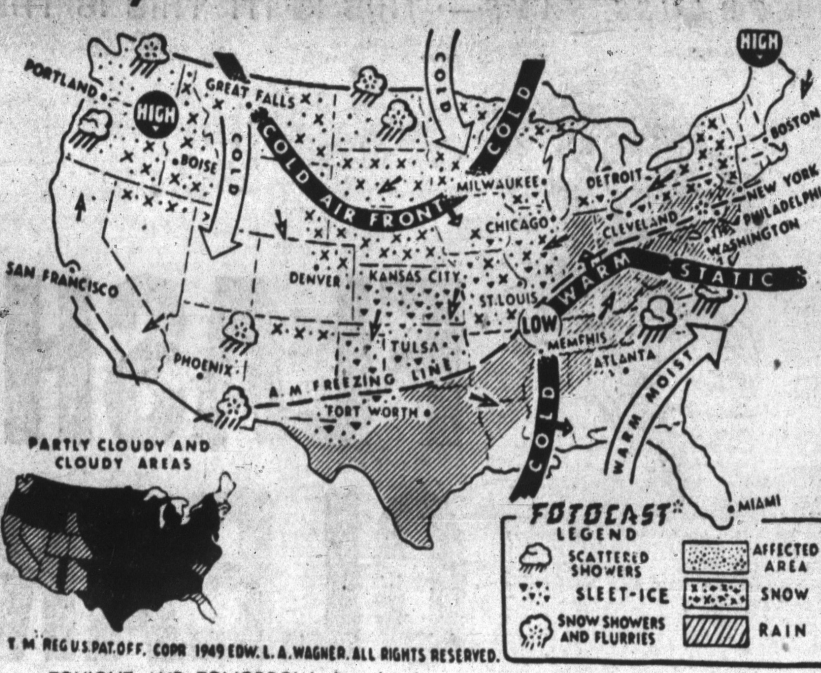 HIGH
PORTLAND
GREAT FALLS
COLD
COLD
HIGH
BOSTON
BOISE
COLD
COLD AIR FRONT
MILWAUKEE
DETROIT
NEW YORK
CHICAGO
CLEVELAND
PHILADELPHI
WASHINGTON
SAN FRANCISCO
DENVER
KANSAS CITY
ST. LOUIS
WARM
STATIC
LOW
MEMPHIS
TULSA
ATLANTA
PHOENIX
A.M. FREEZING LINE
FORT WORTH
COLD
WARM MOIST
MIAMI
PARTLY CLOUDY AND
CLOUDY AREAS
FOTOCAST
LEGEND
SCATTERED
SHOWERS
AFFECTED
AREA
SLEET-ICE
SNOW
SNOW SHOWERS
AND FLURRIES
RAIN
T. M. REG U.S. PAT. OFF. COPR 1949 EDW. L. A. WAGNER. ALL RIGHTS RESERVED.